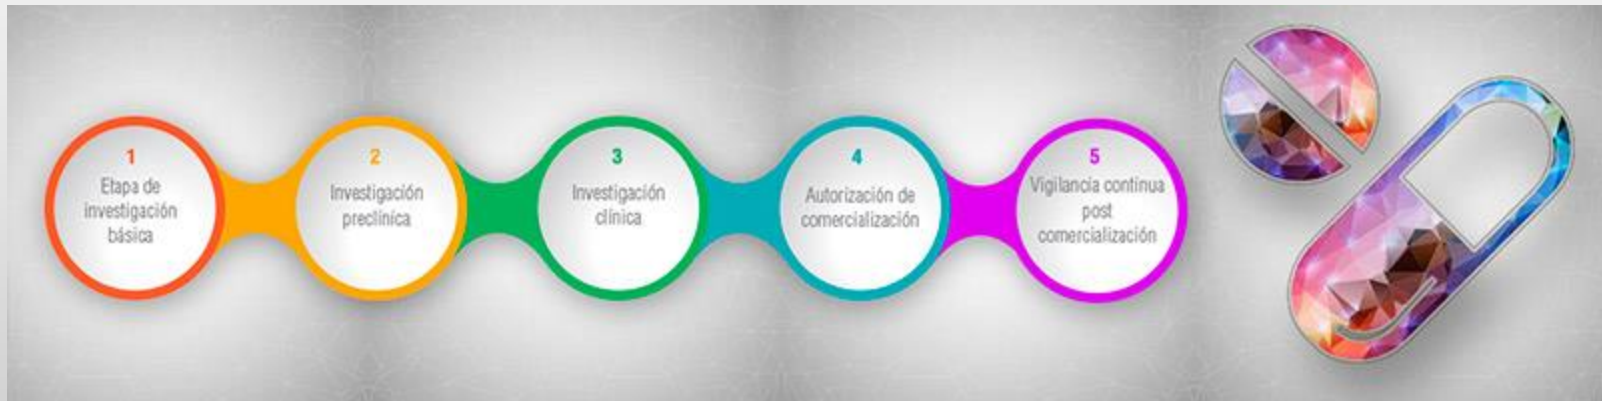 1
Etapa de
investigación
básica
2
Investigación
preclínica
3
Investigación
clínica
4
Autorización de
comercialización
5
Vigilancia continua
post
comercialización